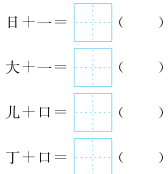 日＋一＝（　　）
大＋一＝（　　）
儿＋口＝（　　）
丁＋口＝（　　）